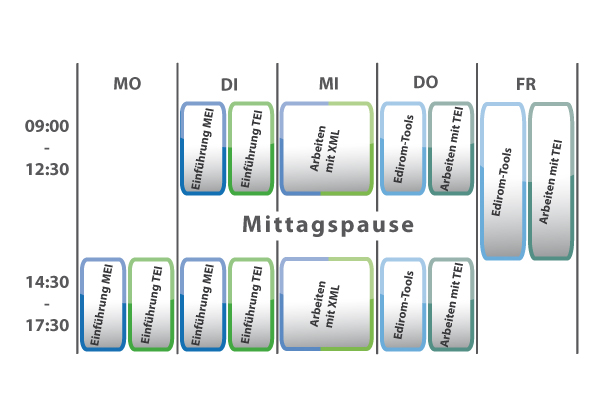 MO DI MI DO FR
09:00
-
12:30
Einführung MEI
Einführung TEI
Arbeiten
mit XML
Edirom-Tools
Arbeiten mit TEI
Edirom-Tools
Arbeiten mit TEI
Mittagspause
14:30
-
17:30
Einführung MEI
Einführung TEI
Einführung MEI
Einführung TEI
Arbeiten
mit XML
Edirom-Tools
Arbeiten mit TEI